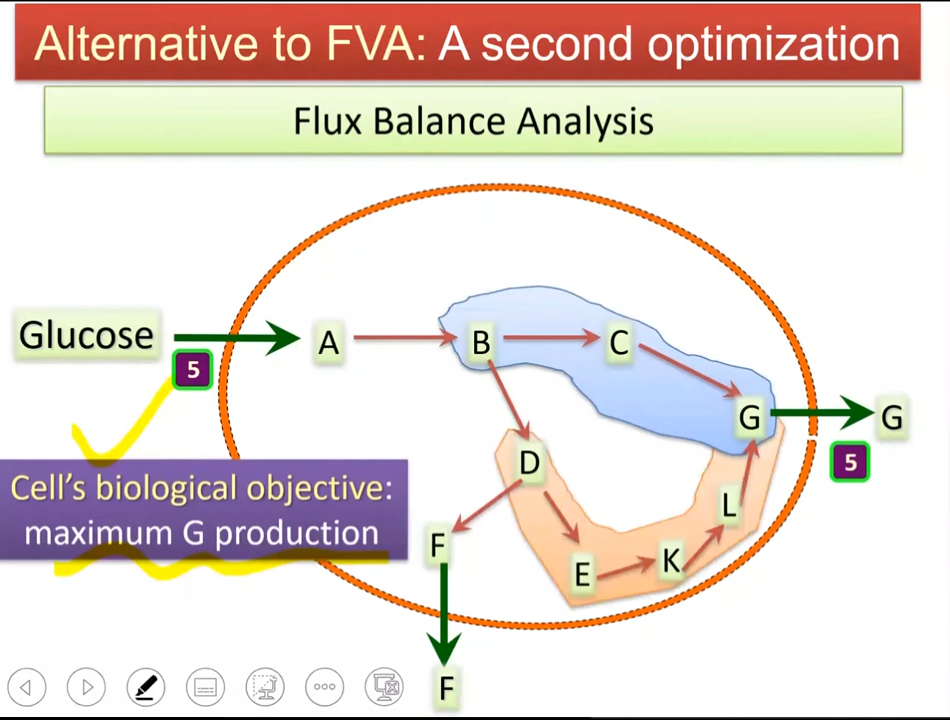 Alternative to FVA: A second optimization
Flux Balance Analysis
Glucose
5
A
B
C
G
G
5
Cell's biological objective:
maximum G production
D
L
F
E
K
F